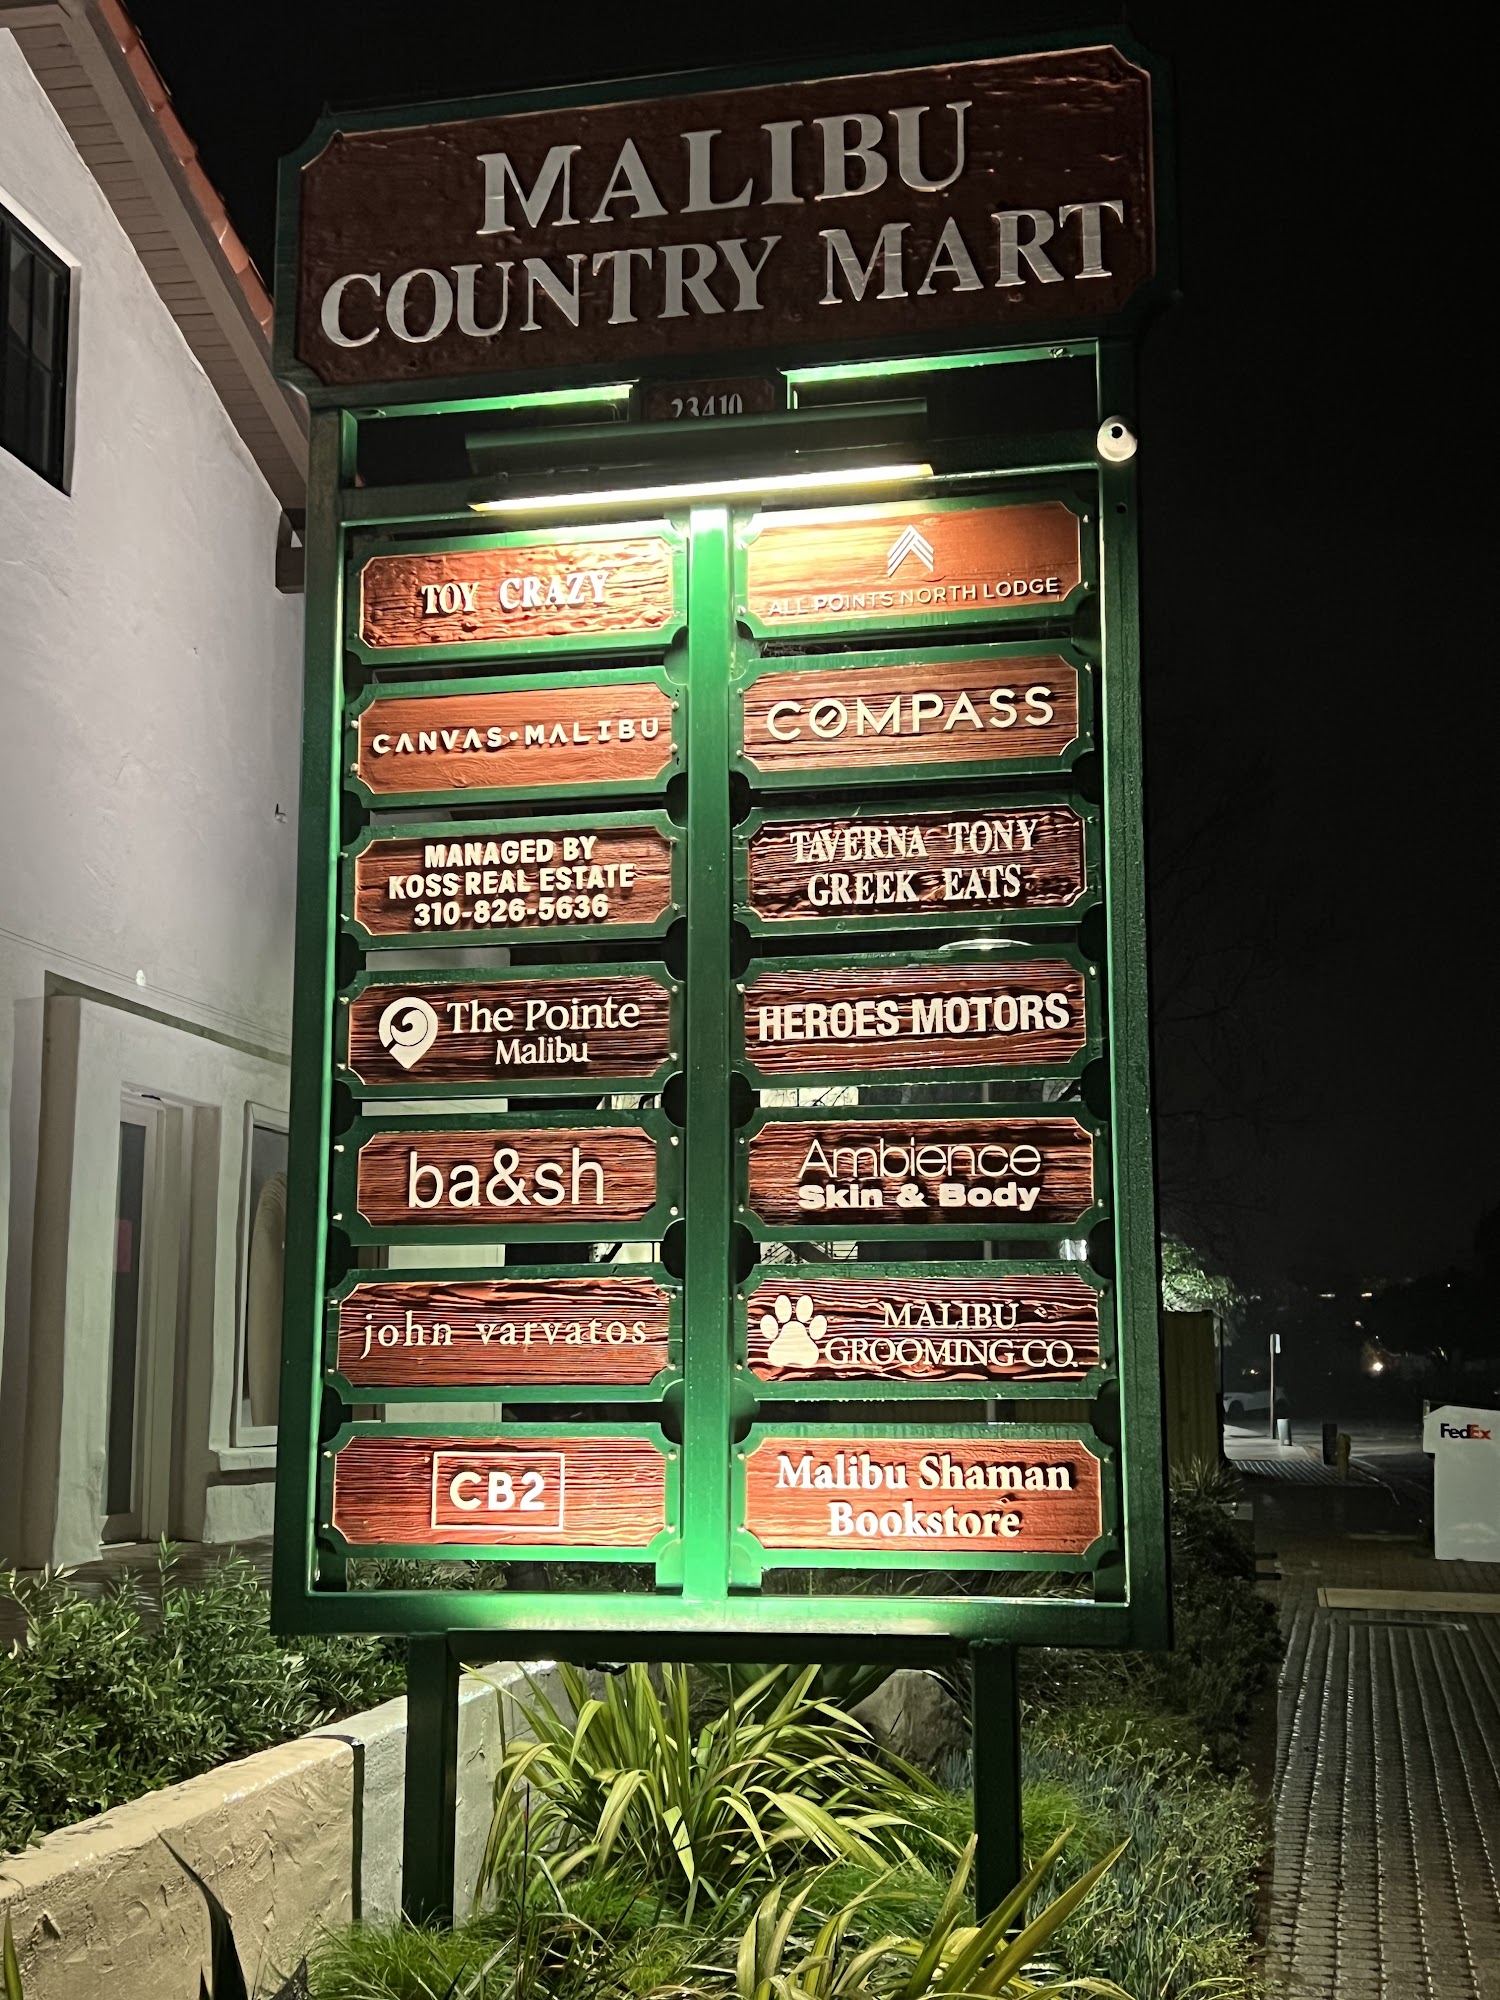 MALIBU
COUNTRY MART
23410
TOY CRAZY
ALL POINTS NORTH LODGE
CANVAS • MALIBU
COMPASS
MANAGED BY
KOSS REAL ESTATE
310-826-5636
TAVERNA TONY
GREEK EATS
The Pointe
Malibu
HEROES MOTORS
ba&sh
Ambience
Skin & Body
john varvatos
MALIBU
GROOMING CO.
CB2
Malibu Shaman
Bookstore
FedEx